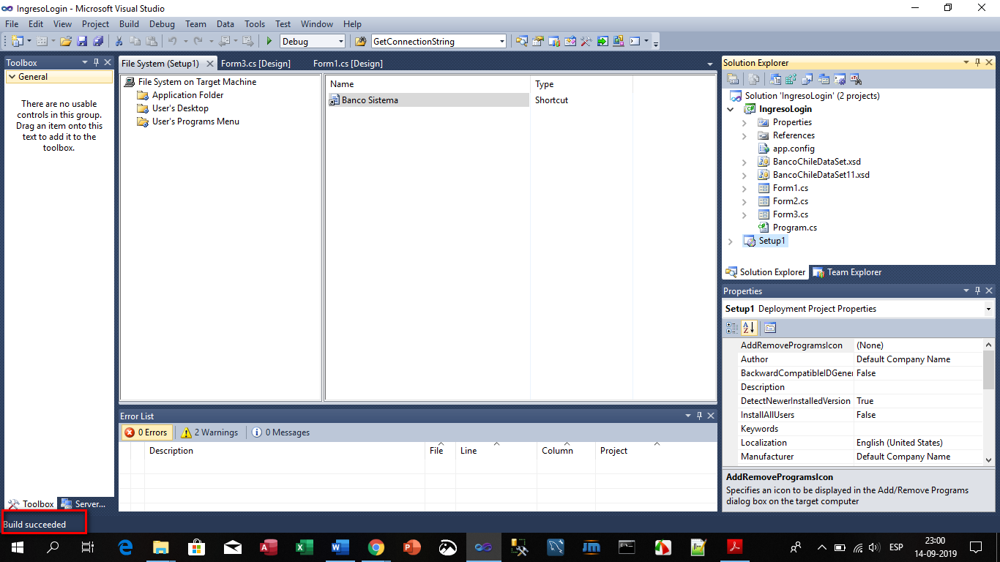 IngresoLogin - Microsoft Visual Studio
File Edit View Project Build Debug Team Data Tools Test Window Help
Debug GetConnectionString
Toolbox
General
There are no usable
controls in this group.
Drag an item onto this
text to add it to the
toolbox.
Toolbox Server...
File System (Setup1) Form3.cs [Design] Form1.cs [Design]
File System on Target Machine
Application Folder
User's Desktop
User's Programs Menu
Name Type
Banco Sistema Shortcut
Error List
0 Errors 2 Warnings 0 Messages
Description File Line Column Project
Solution Explorer
Solution 'IngresoLogin' (2 projects)
IngresoLogin
Properties
References
app.config
BancoChileDataSet.xsd
BancoChileDataSet11.xsd
Form1.cs
Form2.cs
Form3.cs
Program.cs
Setup1
Solution Explorer Team Explorer
Properties
Setup1 Deployment Project Properties
AddRemoveProgramsIcon (None)
Author Default Company Name
BackwardCompatibleIDGener False
Description
DetectNewerInstalledVersion True
InstallAllUsers False
Keywords
Localization English (United States)
Manufacturer Default Company Name
AddRemoveProgramsIcon
Specifies an icon to be displayed in the Add/Remove Programs
dialog box on the target computer
Build succeeded
ESP 23:00
14-09-2019